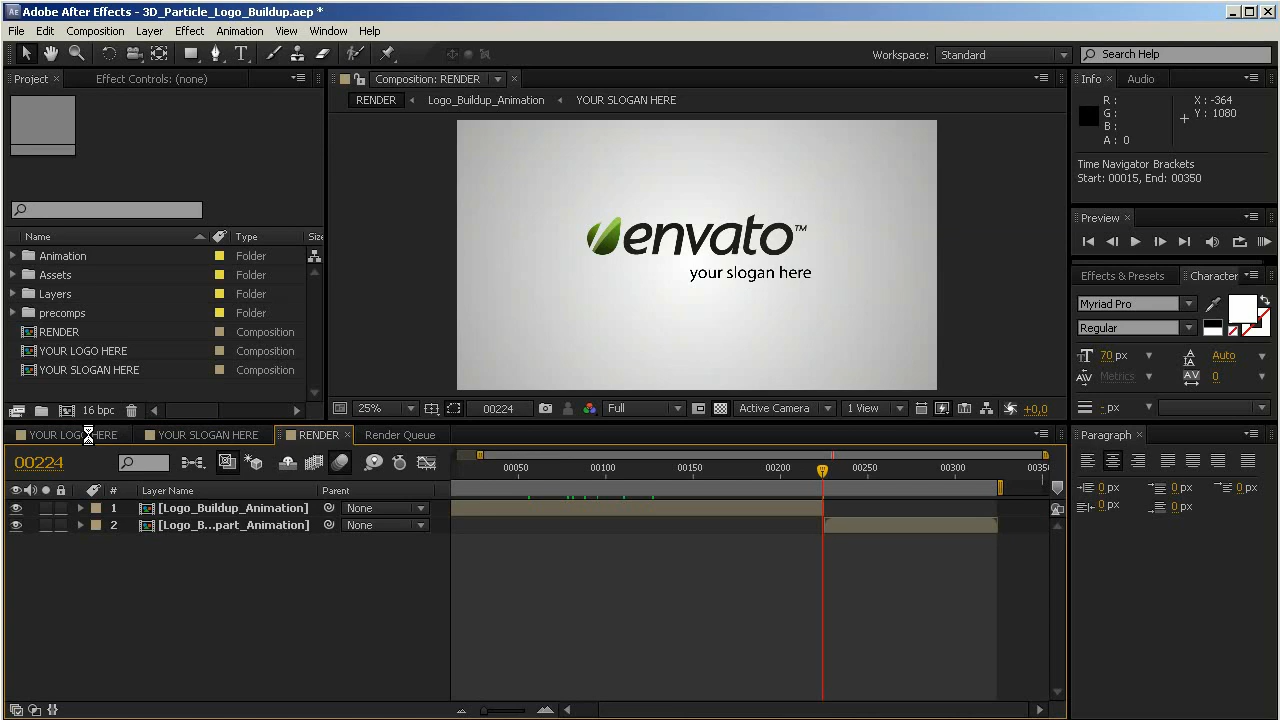 Adobe After Effects - 3D_Particle_Logo_Buildup.aep *
File Edit Composition Layer Effect Animation View Window Help
Workspace: Standard Search Help
Project Effect Controls: (none)
Composition: RENDER
RENDER Logo_Buildup_Animation YOUR SLOGAN HERE
Info Audio
R :
G :
B :
A : 0
X : -364
Y : 1080
Time Navigator Brackets
Start: 00015, End: 00350
envato™
your slogan here
Name Type Size
Animation Folder
Assets Folder
Layers Folder
precomps Folder
RENDER Composition
YOUR LOGO HERE Composition
YOUR SLOGAN HERE Composition
16 bpc
Preview
Effects & Presets Character
Myriad Pro
Regular
70 px Auto
Metrics 0
- px
25% 00224 Full Active Camera 1 View +0,0
YOUR LOGO HERE YOUR SLOGAN HERE RENDER Render Queue
00224
00050 00100 00150 00200 00250 00300 00350
# Layer Name Parent
1 [Logo_Buildup_Animation] None
2 [Logo_B...part_Animation] None
Paragraph
0 px 0 px 0 px
0 px 0 px